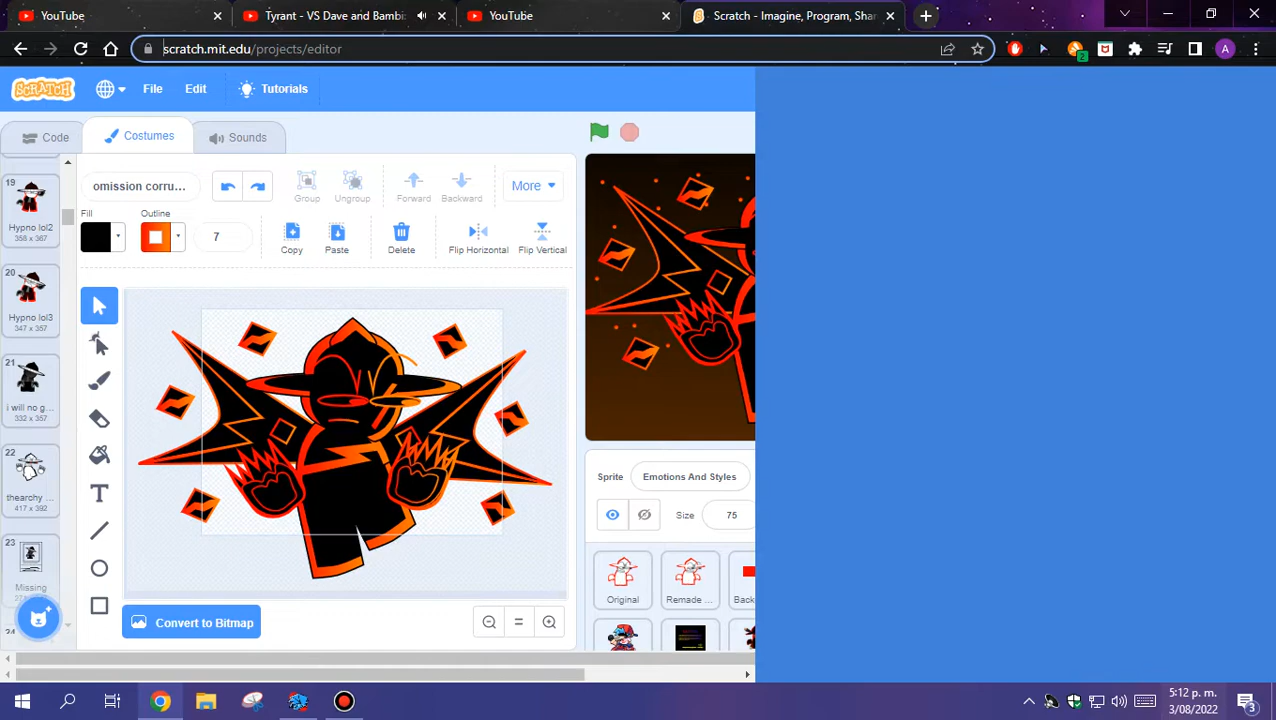 YouTube
Tyrant - VS Dave and Bambi
YouTube
Scratch - Imagine, Program, Shar
scratch.mit.edu/projects/editor
2
A
SCRATCH
File
Edit
Tutorials
Code
Costumes
Sounds
omission corru...
Group
Ungroup
Forward
Backward
More
Fill
Outline
7
Copy
Paste
Delete
Flip Horizontal
Flip Vertical
19
Hypno lol2
358 x 367
20
Hypno lol3
347 x 357
21
i will no g...
332 x 357
22
thearchy ...
417 x 392
23
Missing
T
Convert to Bitmap
Sprite
Emotions And Styles
Size
75
Original
Remade ...
Back
5:12 p. m.
3/08/2022
3